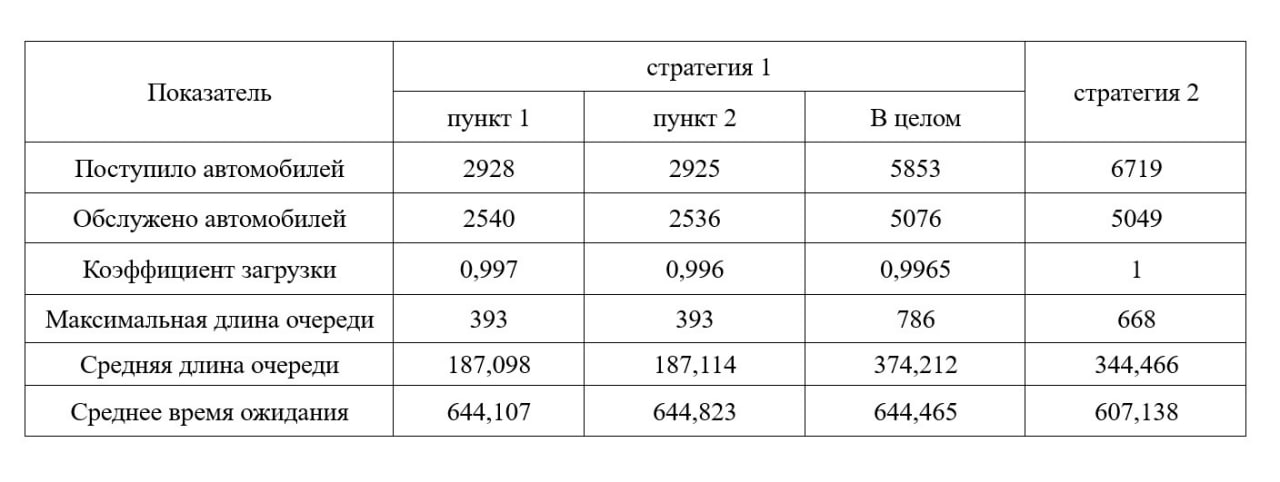 Показатель стратегия 1 стратегия 2
пункт 1 пункт 2 В целом
Поступило автомобилей 2928 2925 5853 6719
Обслужено автомобилей 2540 2536 5076 5049
Коэффициент загрузки 0,997 0,996 0,9965 1
Максимальная длина очереди 393 393 786 668
Средняя длина очереди 187,098 187,114 374,212 344,466
Среднее время ожидания 644,107 644,823 644,465 607,138